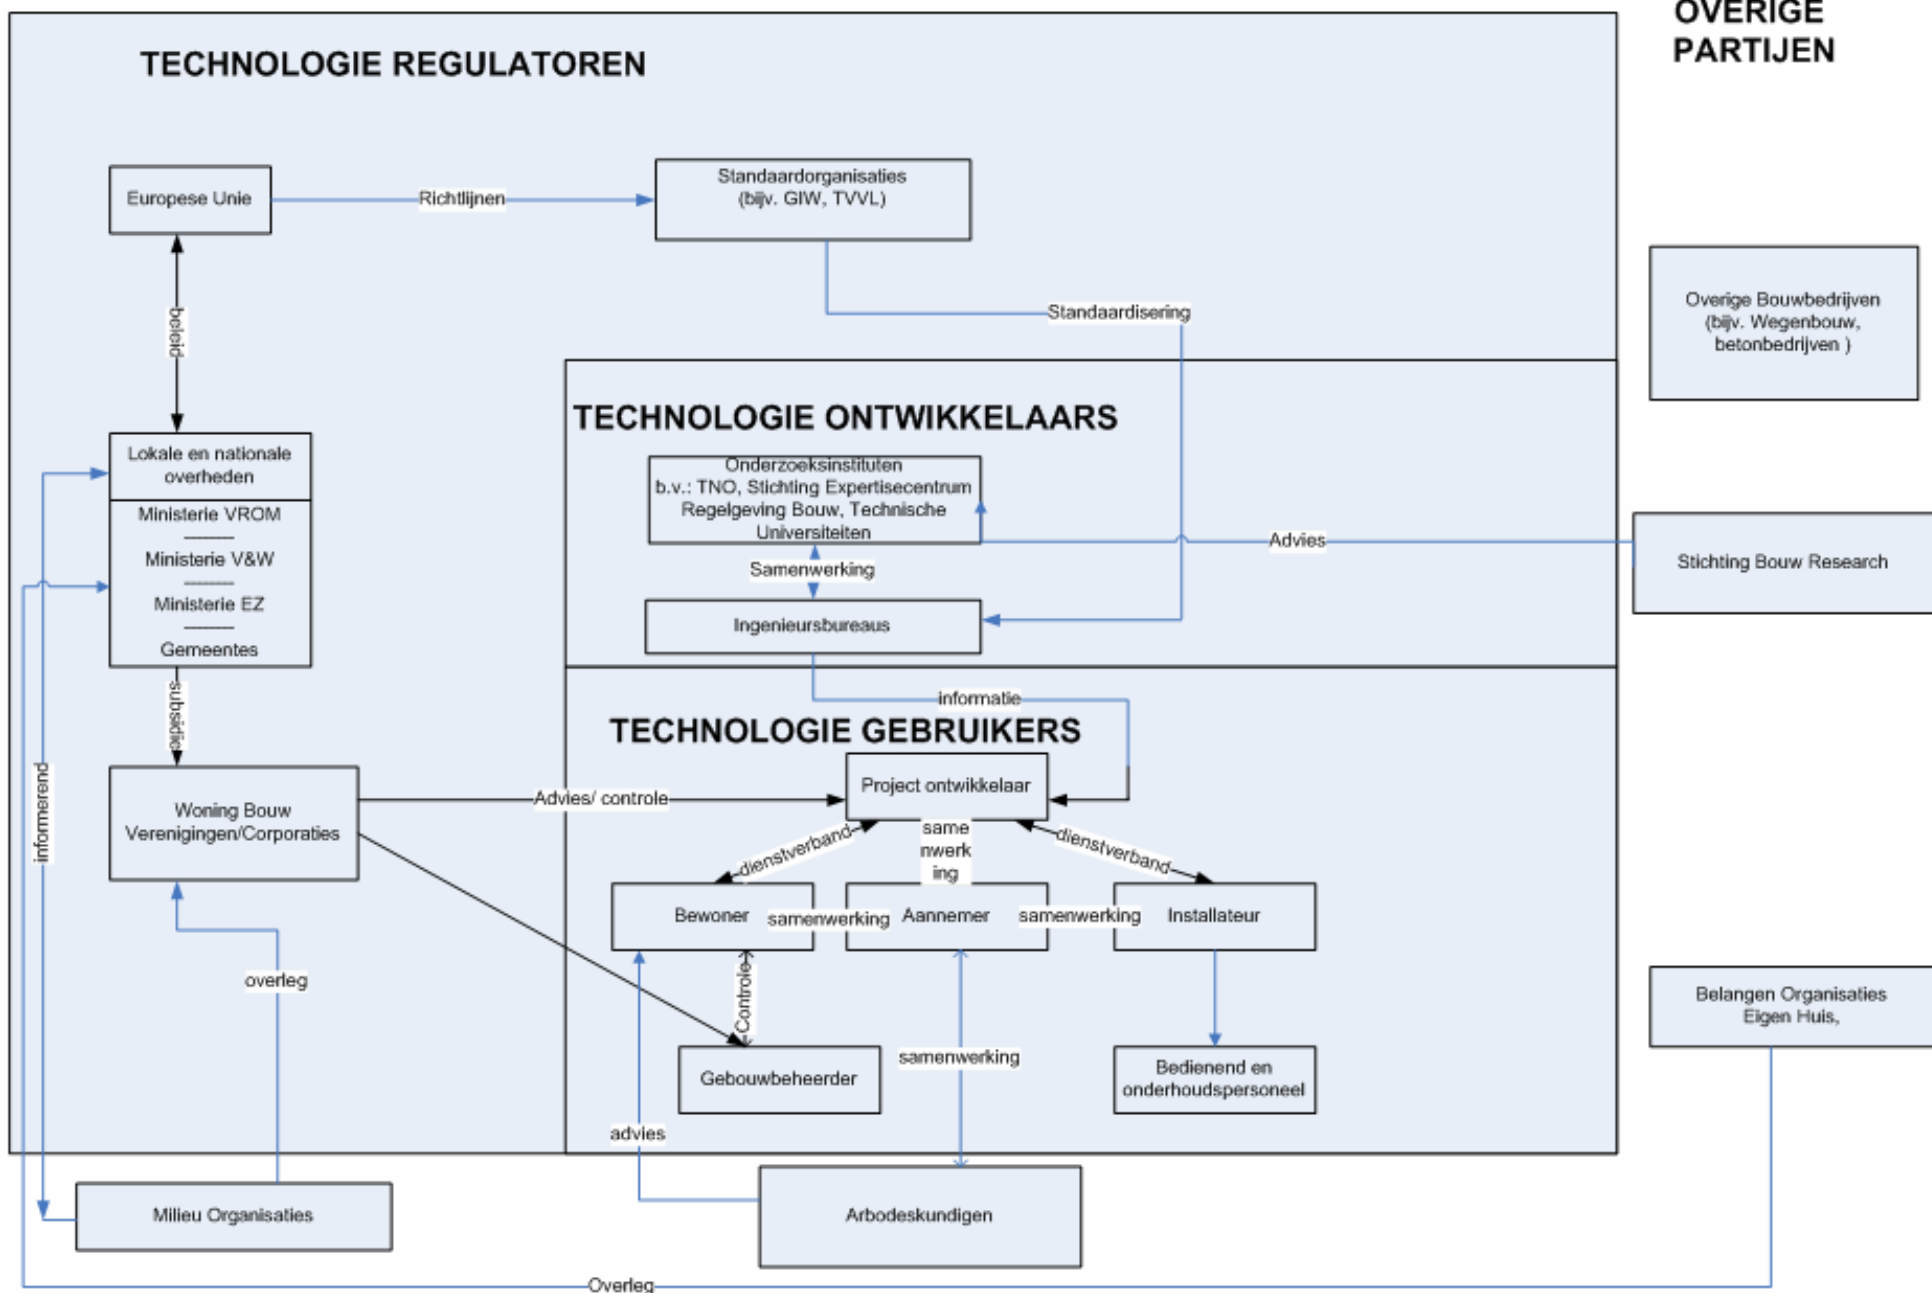 OVERIGE
PARTIJEN
TECHNOLOGIE REGULATOREN
Europese Unie
Richtlijnen
Standaardorganisaties
(bijv. GIW, TVVL)
beleid
Standaardisering
Overige Bouwbedrijven
(bijv. Wegenbouw,
betonbedrijven )
TECHNOLOGIE ONTWIKKELAARS
Lokale en nationale
overheden
Ministerie VROM
Ministerie V&W
Ministerie EZ
Gemeentes
Onderzoeksinstituten
b.v.: TNO, Stichting Expertisecentrum
Regelgeving Bouw, Technische
Universiteiten
Advies
Stichting Bouw Research
Samenwerking
Ingenieursbureaus
subsidie
informatie
TECHNOLOGIE GEBRUIKERS
Project ontwikkelaar
informerend
Woning Bouw
Verenigingen/Corporaties
Advies/ controle
dienstverband
same
nwerk
ing
dienstverband
Bewoner
samenwerking
Aannemer
samenwerking
Installateur
overleg
Controle
Belangen Organisaties
Eigen Huis,
samenwerking
Gebouwbeheerder
Bedienend en
onderhoudspersoneel
advies
Milieu Organisaties
Arbodeskundigen
Overleg